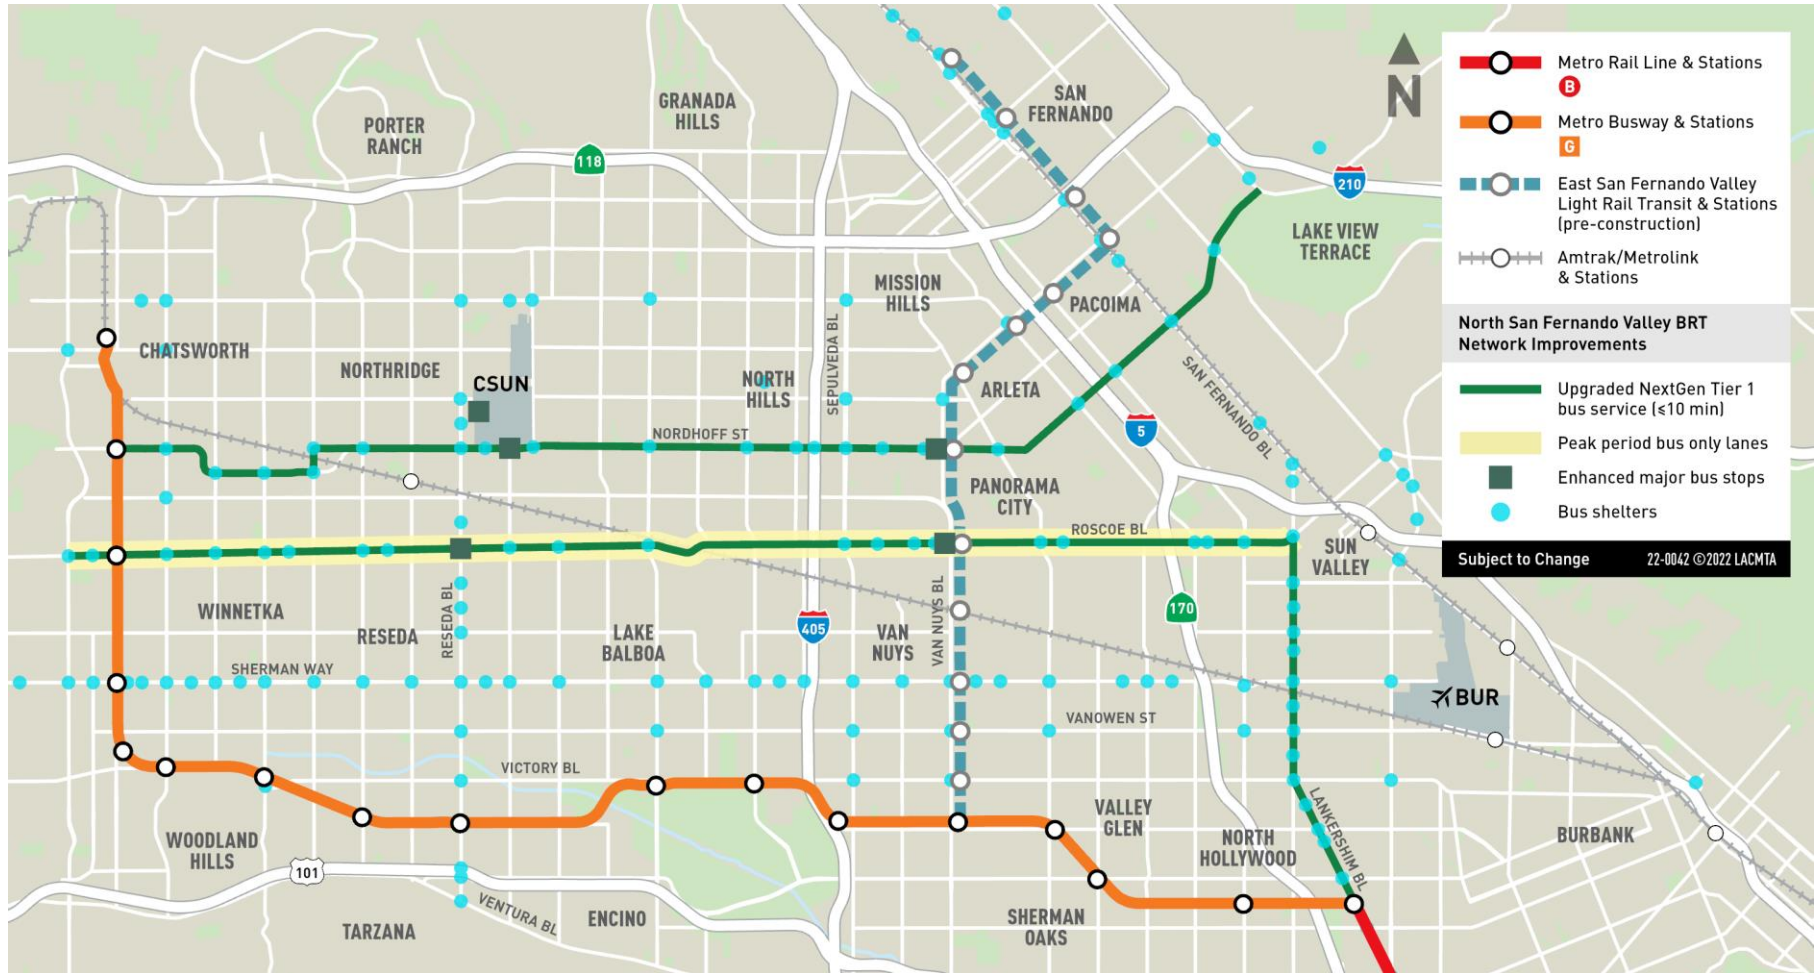 SAN
FERNANDO
GRANADA
HILLS
PORTER
RANCH
118
210
LAKE VIEW
TERRACE
MISSION
HILLS
PACOIMA
CHATSWORTH
NORTHRIDGE
CSUN
NORTH
HILLS
SEPULVEDA BL
ARLETA
SAN FERNANDO BL
NORDHOFF ST
5
PANORAMA
CITY
ROSCOE BL
SUN
VALLEY
WINNETKA
RESEDA
RESEDA BL
LAKE
BALBOA
405
VAN
NUYS
VAN NUYS BL
170
SHERMAN WAY
BUR
VANOWEN ST
VICTORY BL
WOODLAND
HILLS
101
VALLEY
GLEN
NORTH
HOLLYWOOD
LANKERSHIM BL
BURBANK
TARZANA
VENTURA BL
ENCINO
SHERMAN
OAKS
N
Metro Rail Line & Stations
B
Metro Busway & Stations
G
East San Fernando Valley
Light Rail Transit & Stations
(pre-construction)
Amtrak/Metrolink
& Stations
North San Fernando Valley BRT
Network Improvements
Upgraded NextGen Tier 1
bus service (≤10 min)
Peak period bus only lanes
Enhanced major bus stops
Bus shelters
Subject to Change 22-0042 ©2022 LACMTA